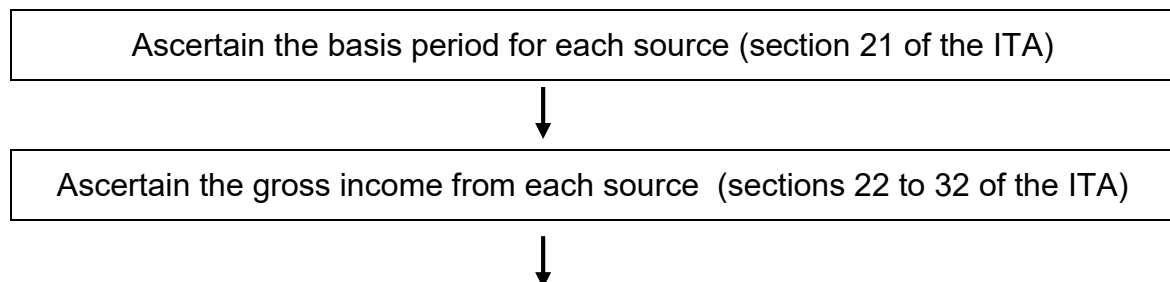 Ascertain the basis period for each source (section 21 of the ITA)
Ascertain the gross income from each source  (sections 22 to 32 of the ITA)